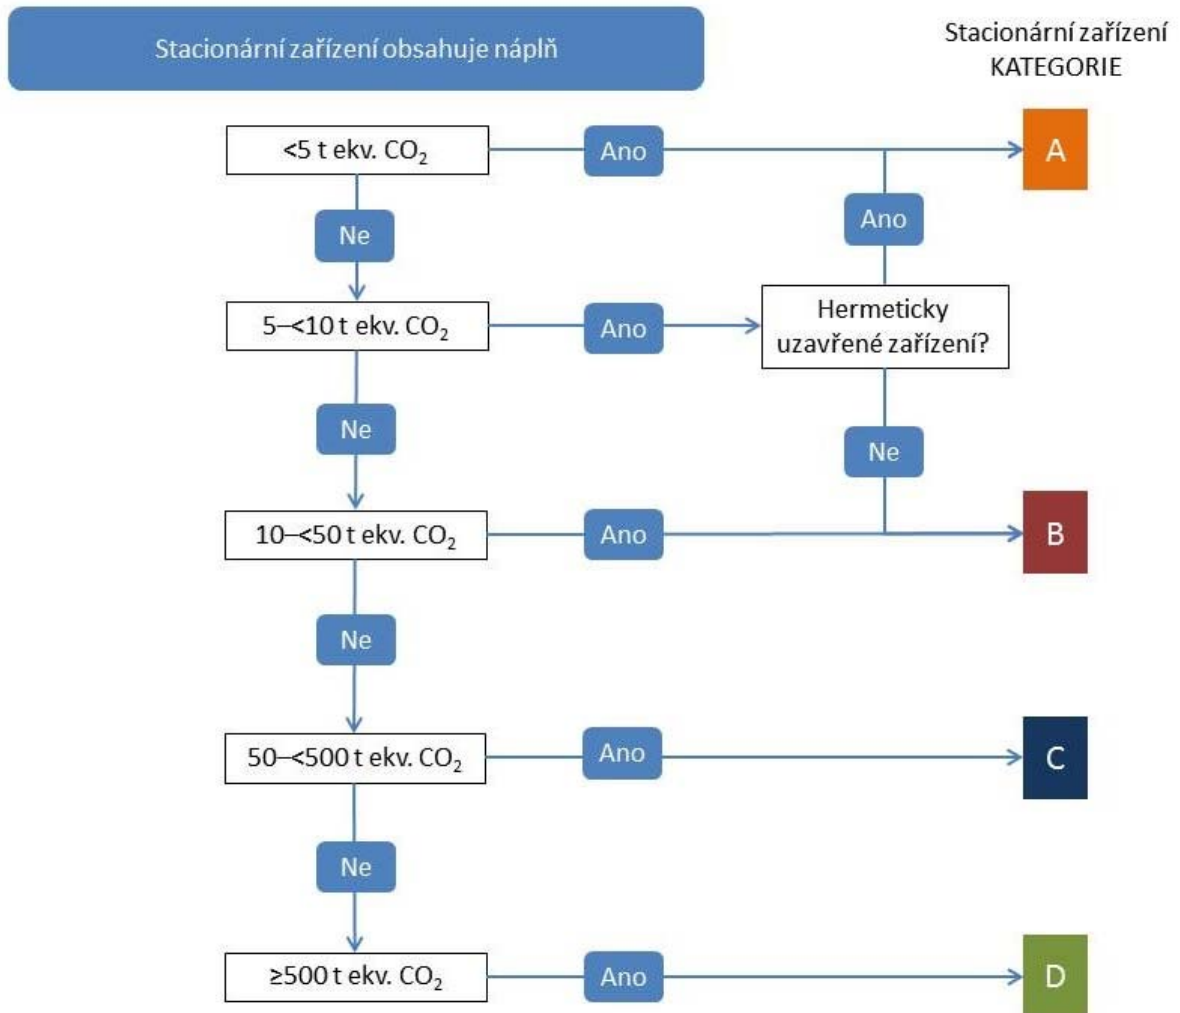 Stacionární zařízení obsahuje náplň
Stacionární zařízení
KATEGORIE
<5 t ekv. CO₂
Ano
A
Ne
Ano
5–<10 t ekv. CO₂
Ano
Hermeticky
uzavřené zařízení?
Ne
Ne
10–<50 t ekv. CO₂
Ano
B
Ne
50–<500 t ekv. CO₂
Ano
C
Ne
≥500 t ekv. CO₂
Ano
D